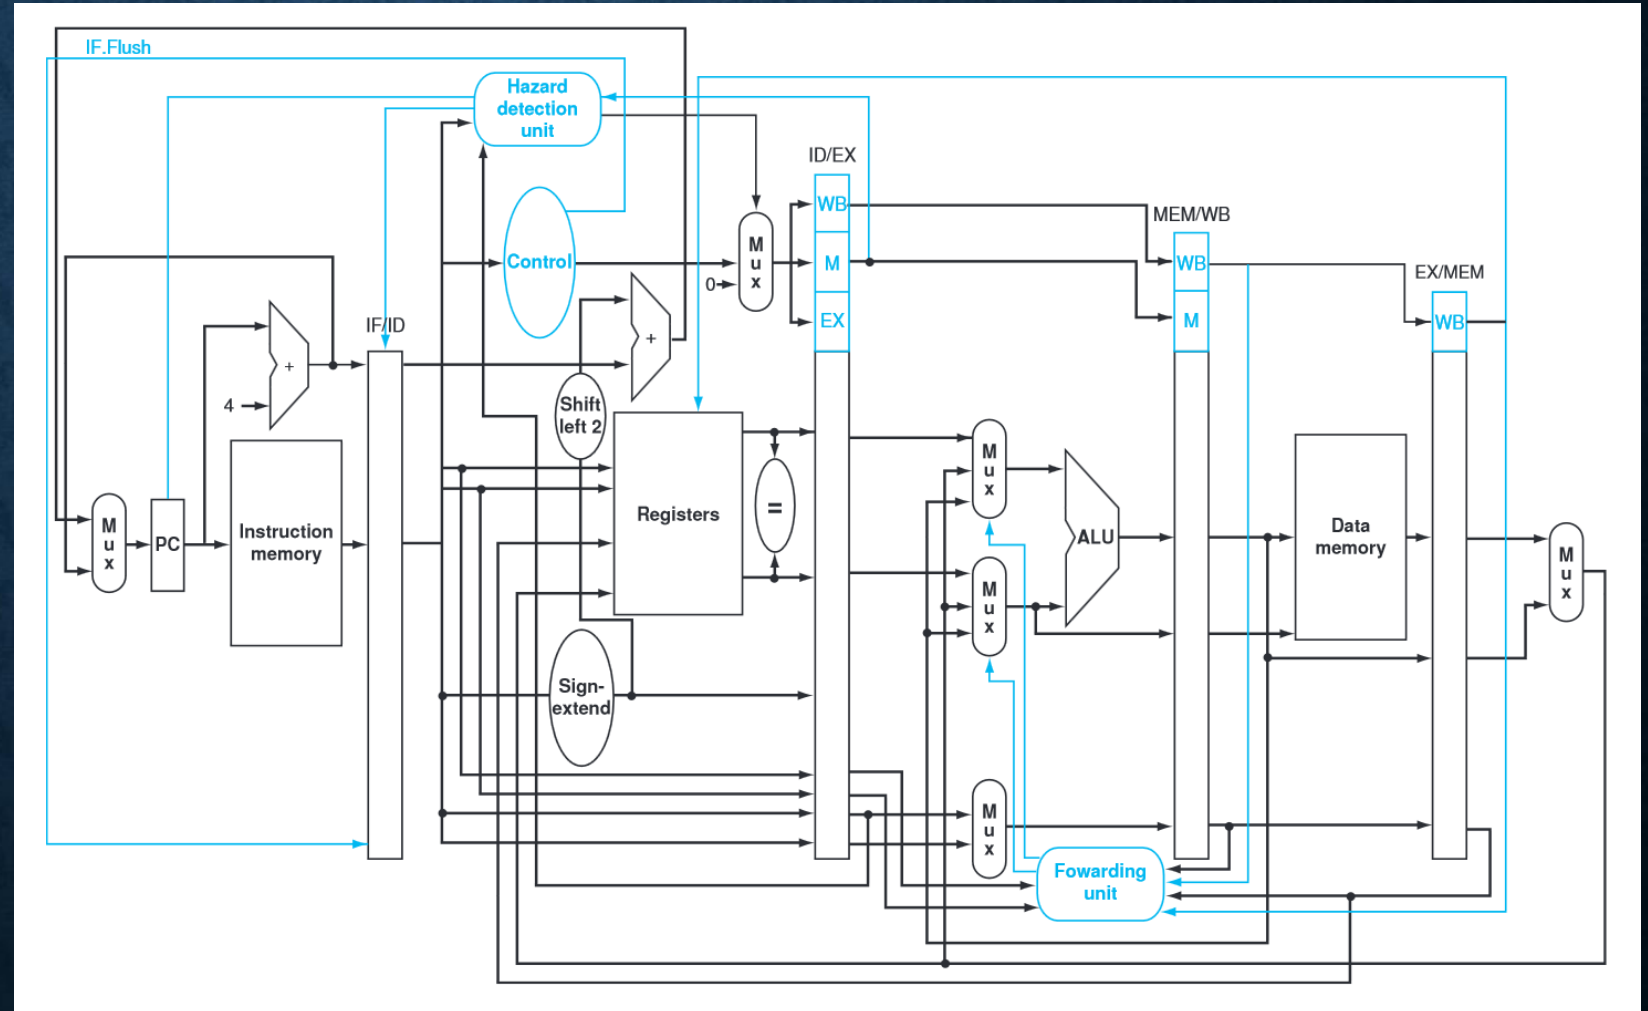 IF.Flush
Hazard
detection
unit
ID/EX
WB
M
EX
MEM/WB
WB
M
EX/MEM
WB
Control
M
u
x
0
+
IF/ID
+
4
Shift
left 2
M
u
x
PC
Instruction
memory
Registers
=
M
u
x
ALU
M
u
x
Data
memory
M
u
x
Sign-
extend
M
u
x
Fowarding
unit